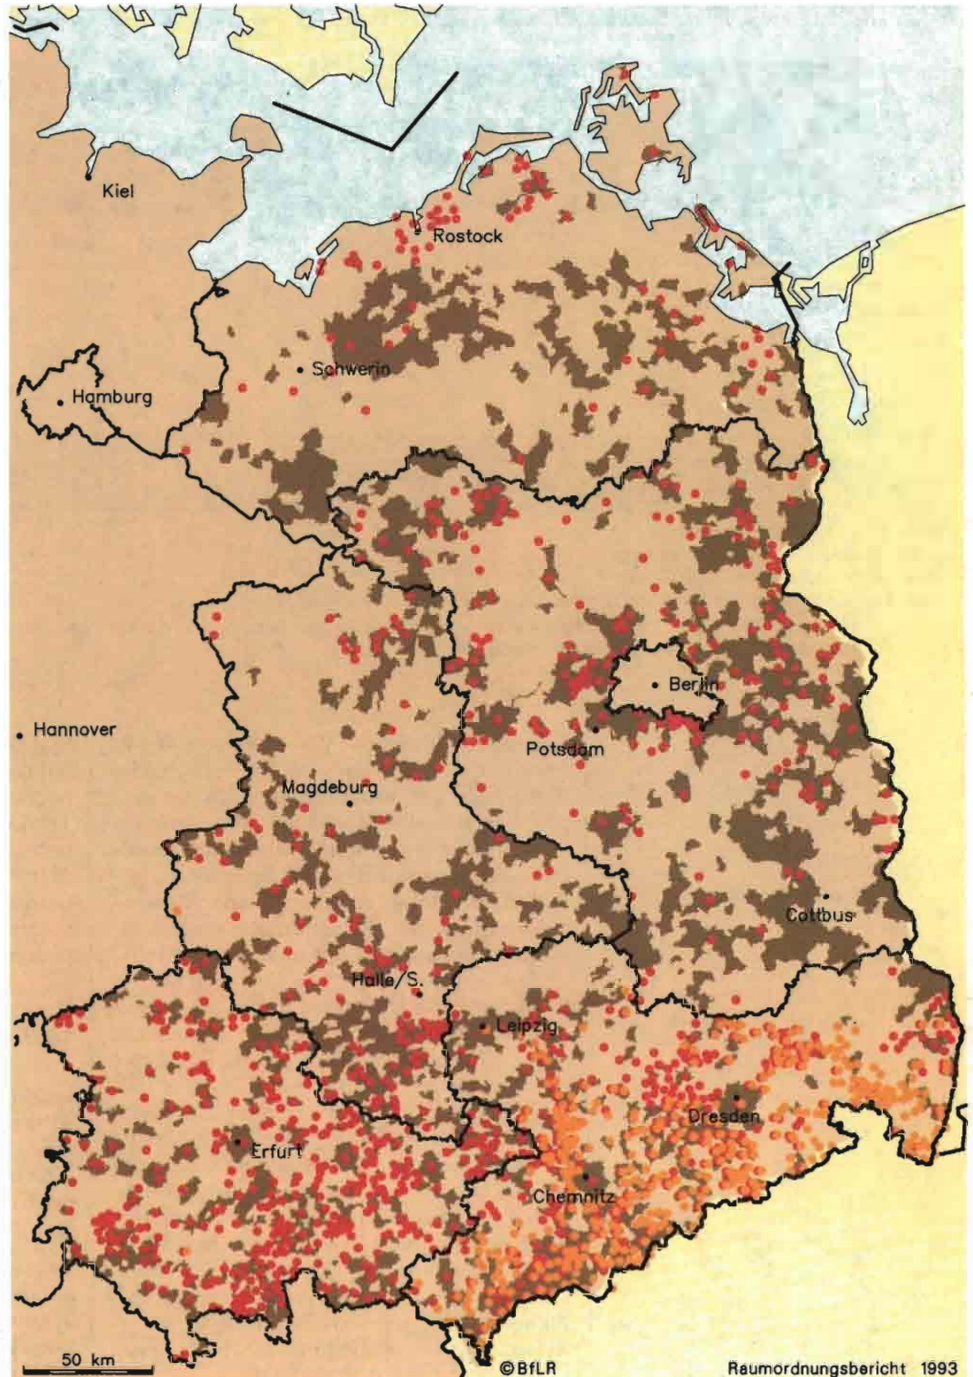 Kiel
Rostock
Schwerin
Hamburg
Berlin
Hannover
Potsdam
Magdeburg
Cottbus
Halle/S.
Leipzig
Dresden
Erfurt
Chemnitz
50 km
©BfLR
Raumordnungsbericht 1993